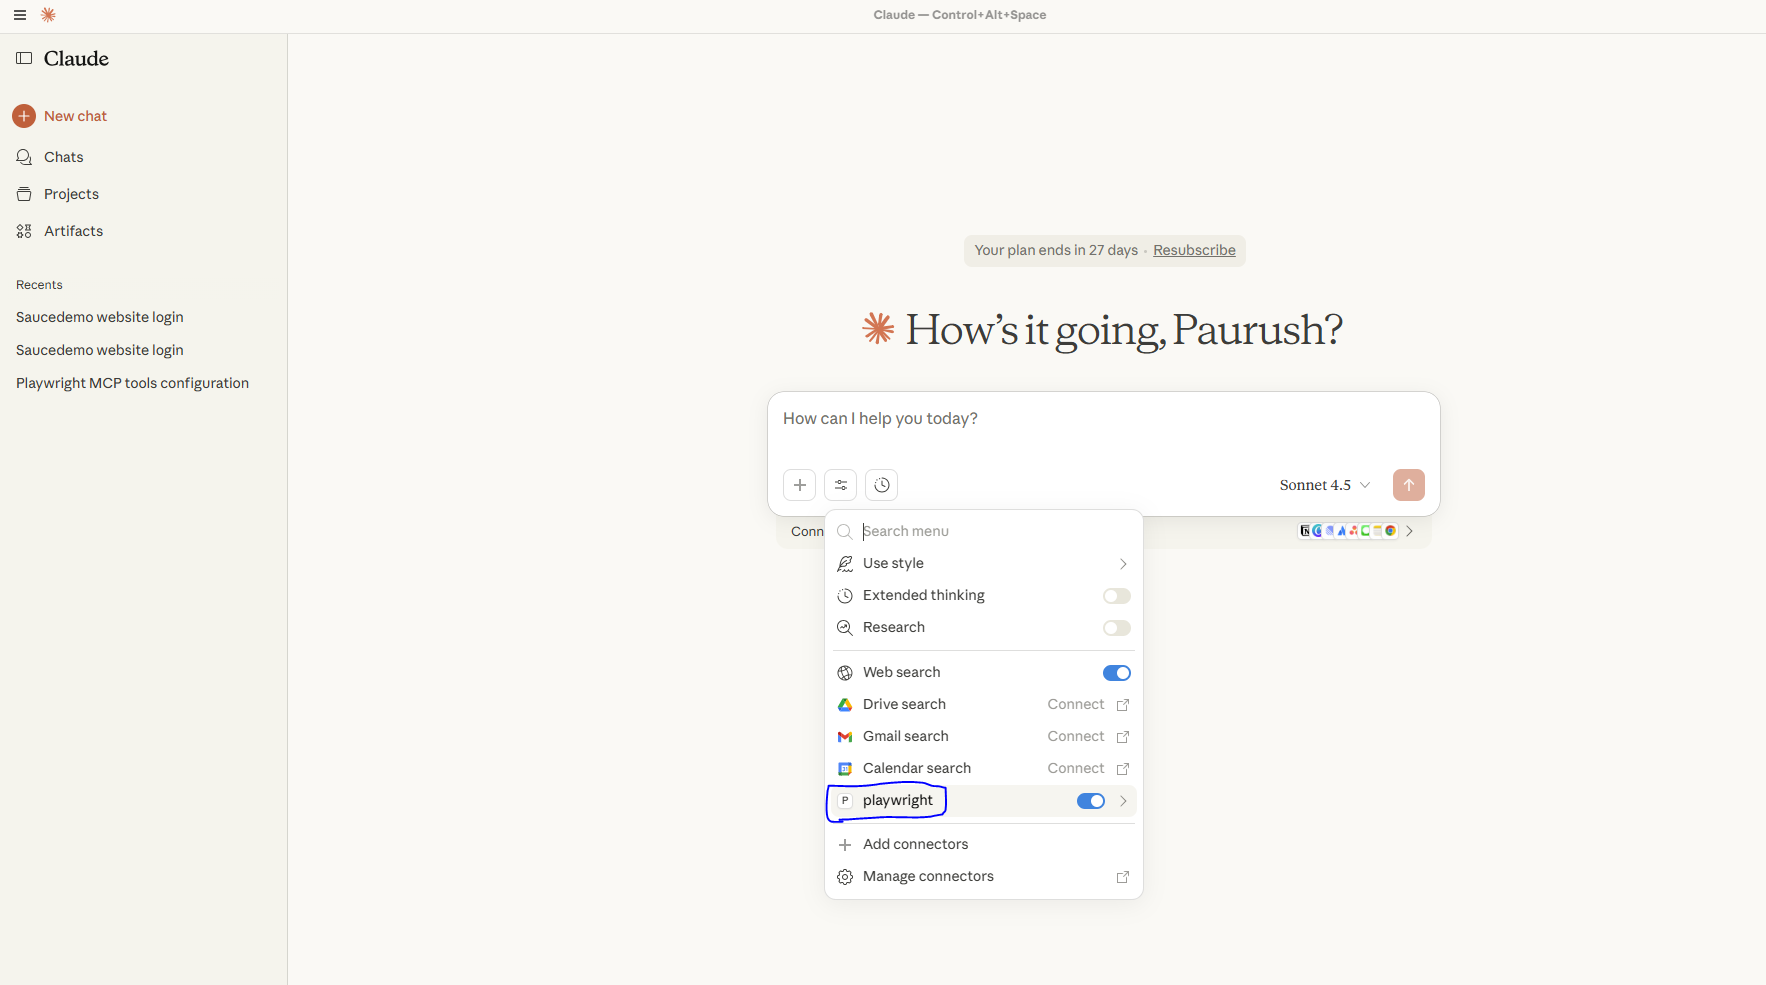 Claude — Control+Alt+Space
Claude
New chat
Chats
Projects
Artifacts
Recents
Saucedemo website login
Saucedemo website login
Playwright MCP tools configuration
Your plan ends in 27 days · Resubscribe
How's it going, Paurush?
How can I help you today?
Sonnet 4.5
Conn
Search menu
Use style
Extended thinking
Research
Web search
Drive search Connect
Gmail search Connect
Calendar search Connect
P playwright
Add connectors
Manage connectors